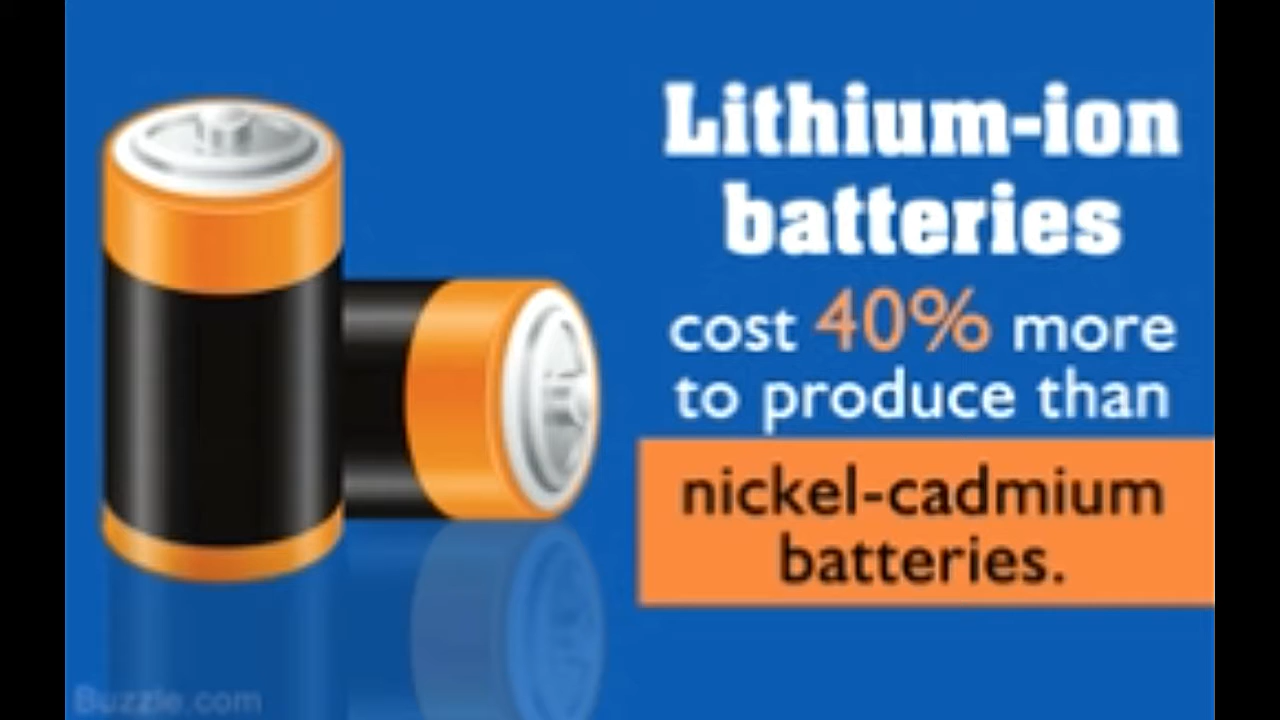 Lithium-ion
batteries
cost 40% more
to produce than
nickel-cadmium
batteries.
Buzzle.com